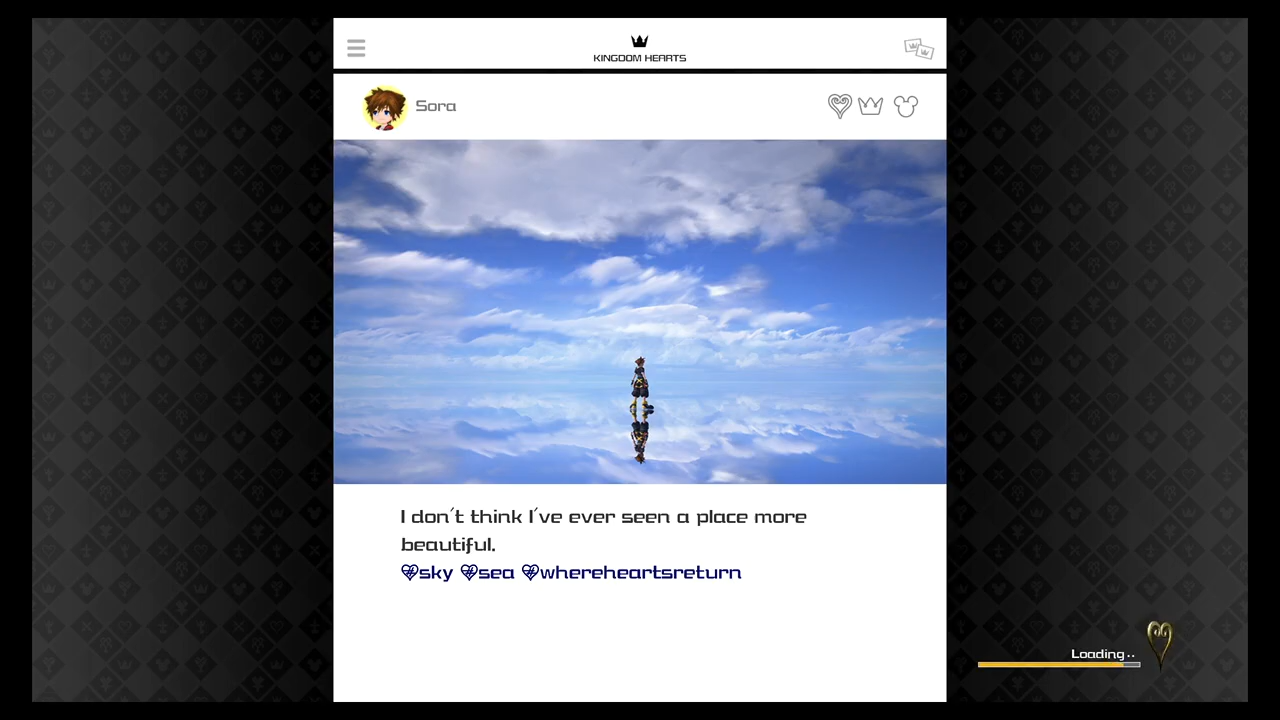 KINGDOM HEARTS
Sora
I don't think I've ever seen a place more
beautiful.
#sky #sea #whereheartsreturn
Loading..